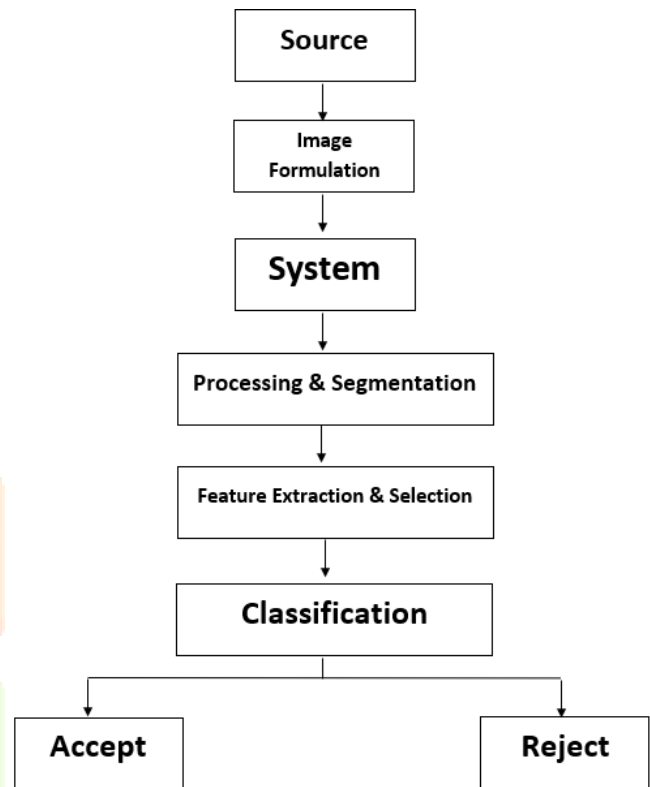 Source
Image
Formulation
System
Processing & Segmentation
Feature Extraction & Selection
Classification
Accept
Reject